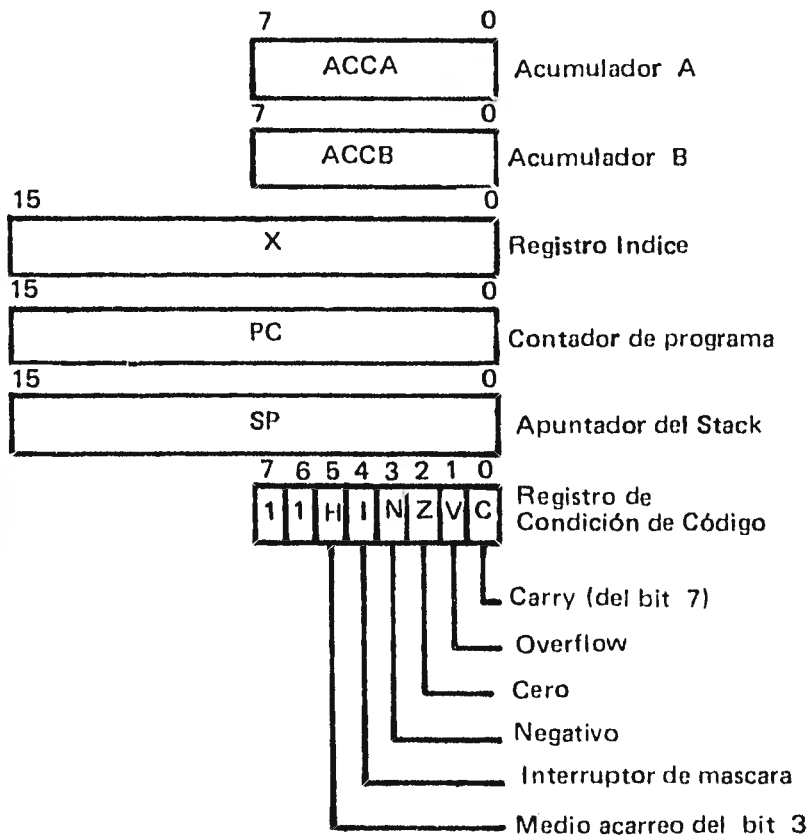 7 0
ACCA Acumulador A
7 0
ACCB Acumulador B
15 0
X Registro Indice
15 0
PC Contador de programa
15 0
SP Apuntador del Stack
7 6 5 4 3 2 1 0
1 1 H I N Z V C Registro de
Condición de Código
Carry (del bit 7)
Overflow
Cero
Negativo
Interruptor de mascara
Medio acarreo del bit 3